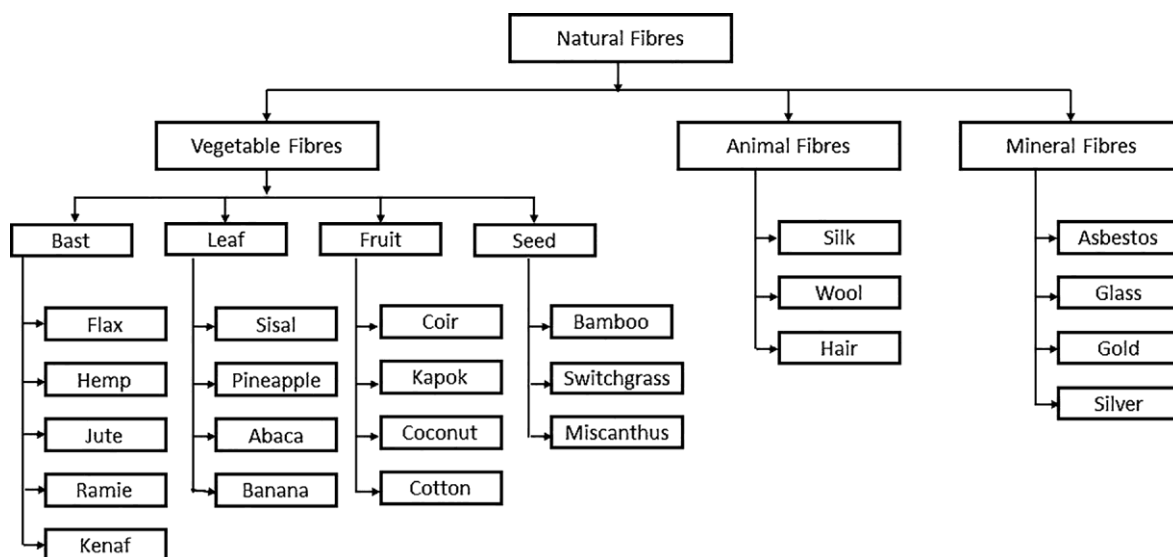 Natural Fibres
Vegetable Fibres
Animal Fibres
Mineral Fibres
Bast
Leaf
Fruit
Seed
Flax
Hemp
Jute
Ramie
Kenaf
Sisal
Pineapple
Abaca
Banana
Coir
Kapok
Coconut
Cotton
Bamboo
Switchgrass
Miscanthus
Silk
Wool
Hair
Asbestos
Glass
Gold
Silver